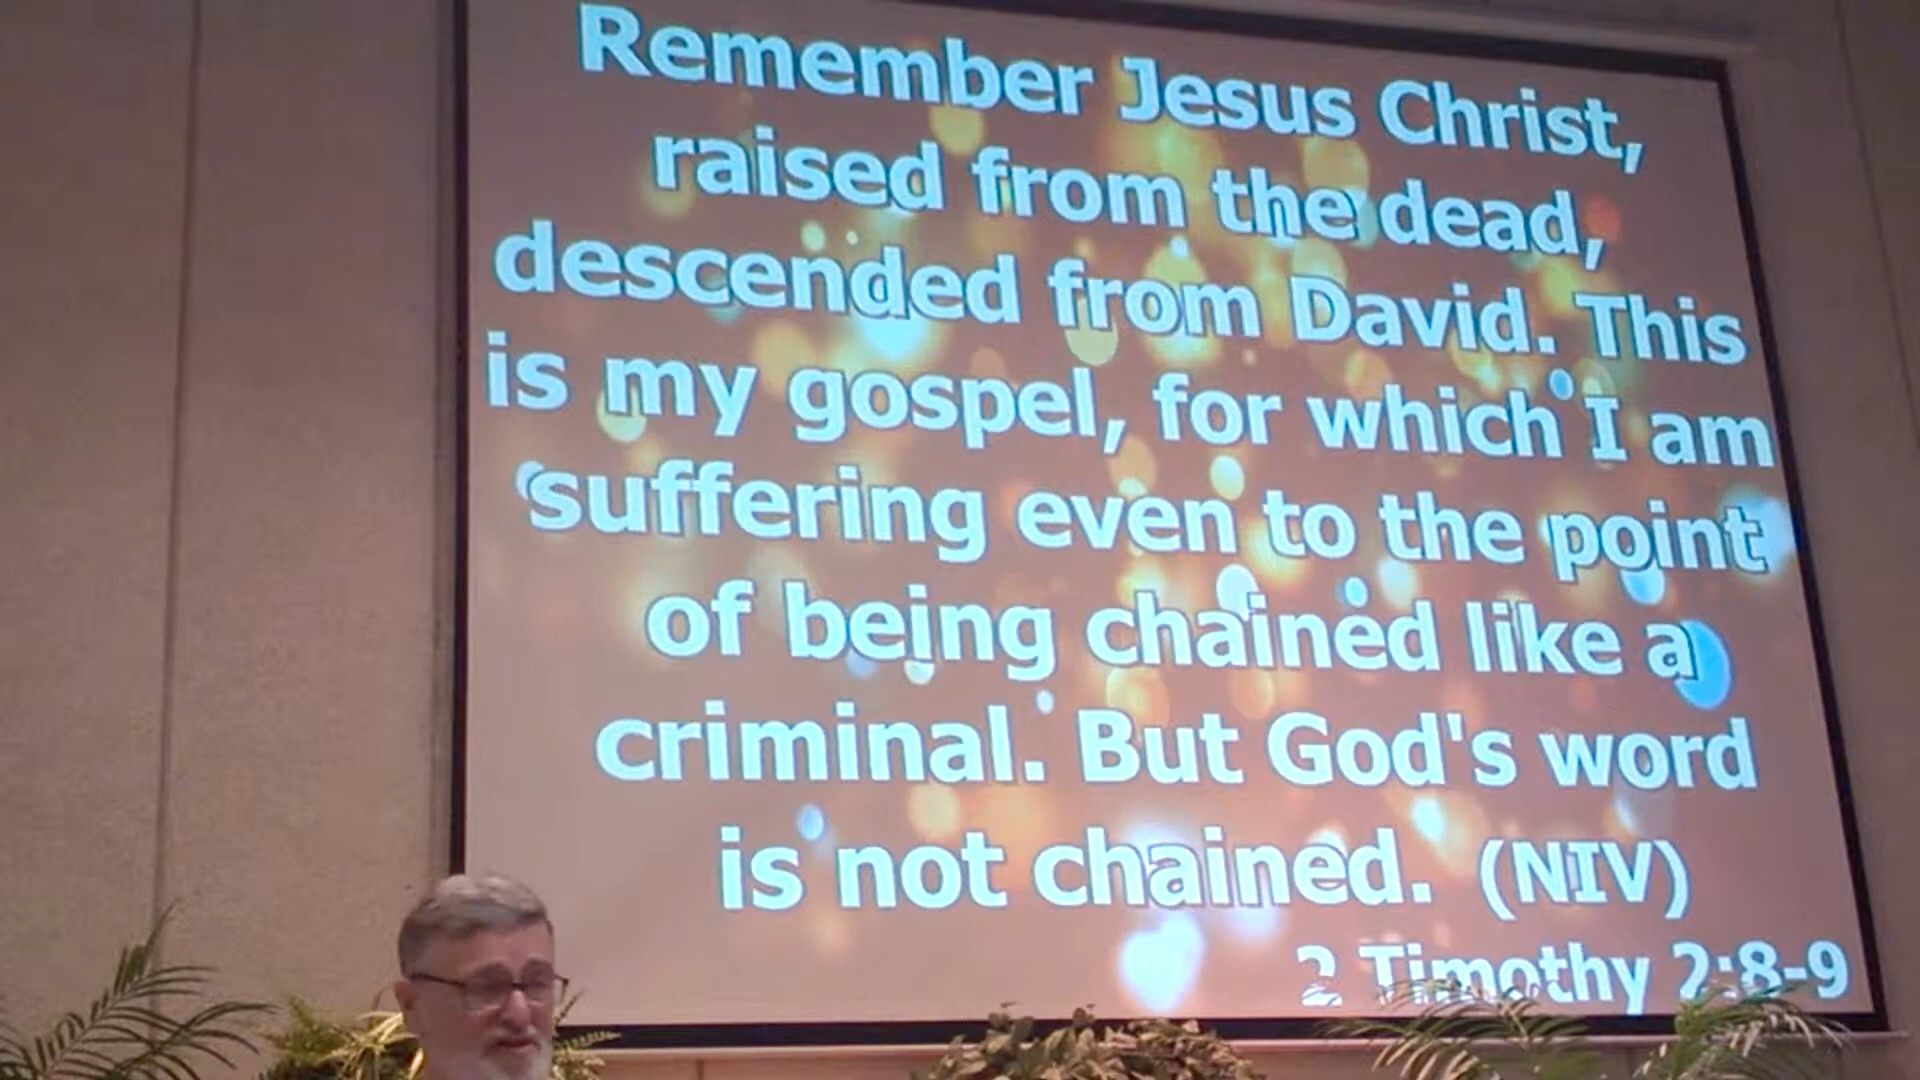 Remember Jesus Christ,
raised from the dead,
descended from David. This
is my gospel, for which I am
suffering even to the point
of being chained like a
criminal. But God's word
is not chained. (NIV)
2 Timothy 2:8-9